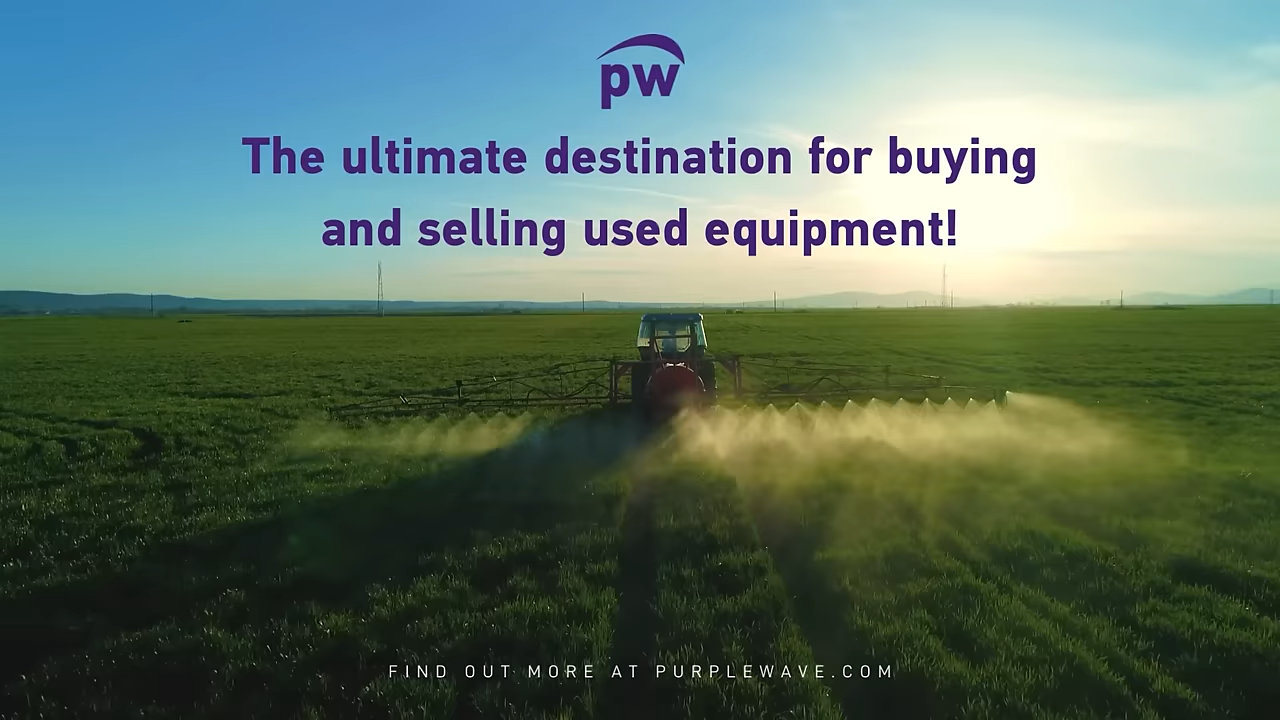 pw
The ultimate destination for buying
and selling used equipment!
FIND OUT MORE AT PURPLEWAVE.COM